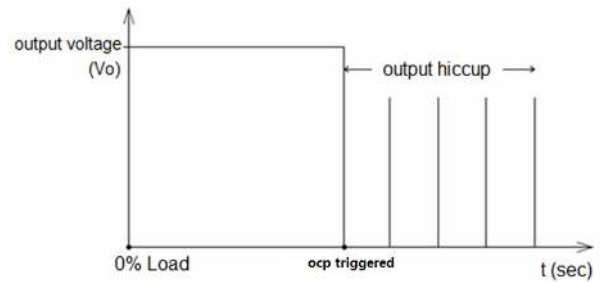 output voltage
(Vo)
output hiccup
0% Load
ocp triggered
t (sec)